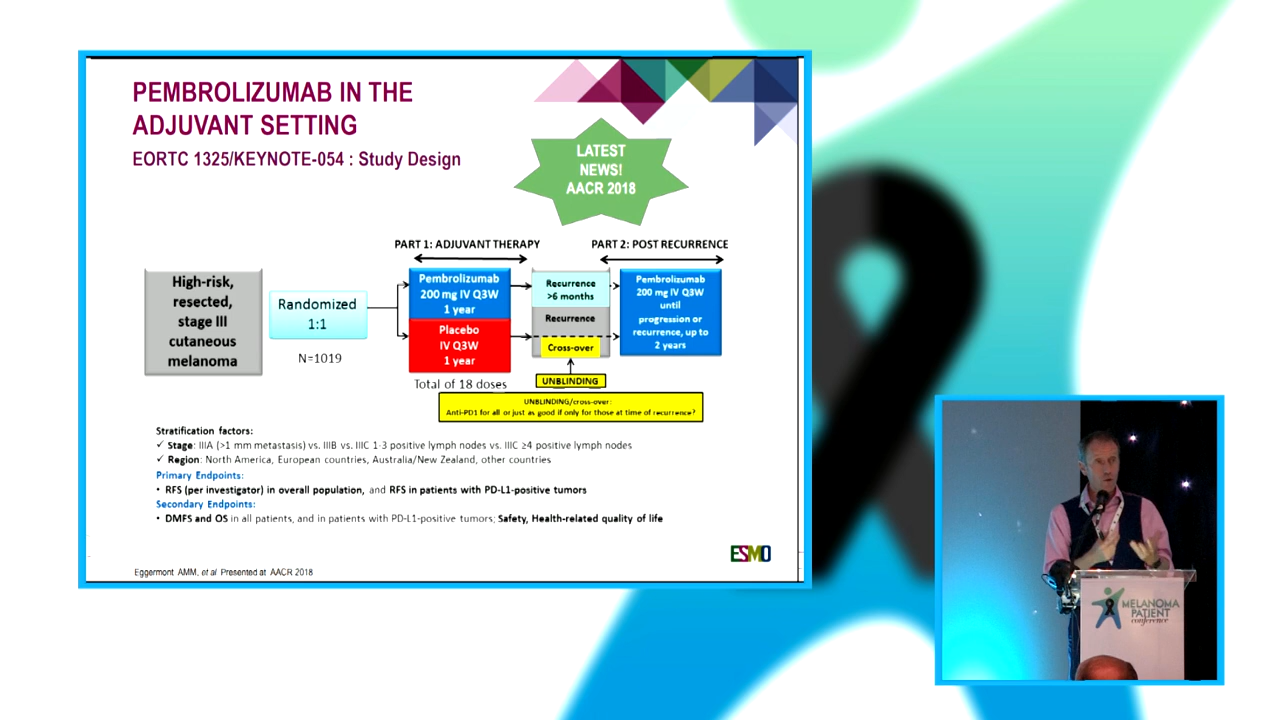 PEMBROLIZUMAB IN THE
ADJUVANT SETTING
EORTC 1325/KEYNOTE-054 : Study Design
LATEST
NEWS!
AACR 2018
PART 1: ADJUVANT THERAPY
PART 2: POST RECURRENCE
High-risk,
resected,
stage III
cutaneous
melanoma
Randomized
1:1
N=1019
Pembrolizumab
200 mg IV Q3W
1 year
Placebo
IV Q3W
1 year
Total of 18 doses
Recurrence
>6 months
Recurrence
Cross-over
UNBLINDING
Pembrolizumab
200 mg IV Q3W
until
progression or
recurrence, up to
2 years
UNBLINDING/cross-over:
Anti-PD1 for all or just as good if only for those at time of recurrence?
Stratification factors:
✓ Stage: IIIA (>1 mm metastasis) vs. IIIB vs. IIIC 1-3 positive lymph nodes vs. IIIC ≥4 positive lymph nodes
✓ Region: North America, European countries, Australia/New Zealand, other countries
Primary Endpoints:
• RFS (per investigator) in overall population, and RFS in patients with PD-L1-positive tumors
Secondary Endpoints:
• DMFS and OS in all patients, and in patients with PD-L1-positive tumors; Safety, Health-related quality of life
ESMO
Eggermont AMM, et al Presented at AACR 2018
MELANOMA
PATIENT
conference